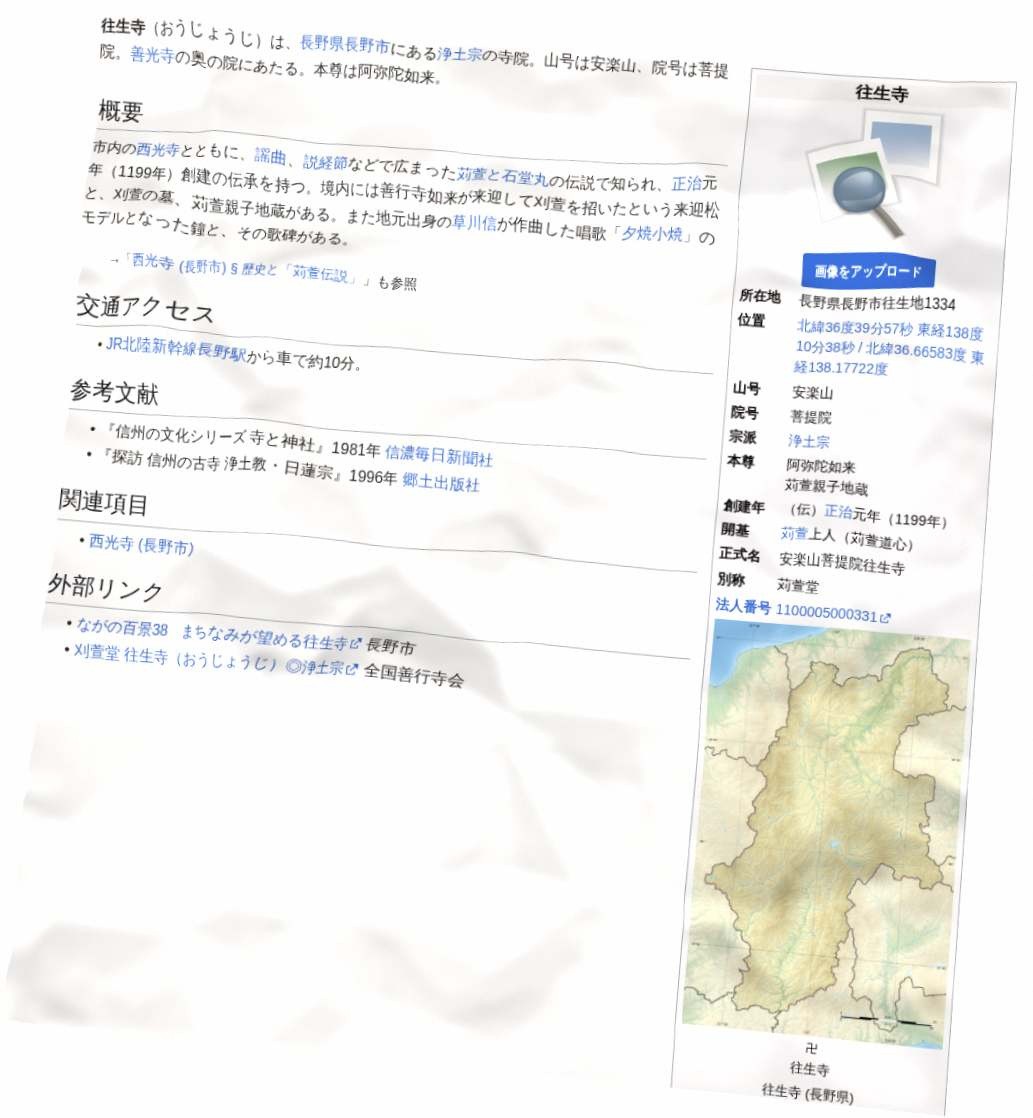 往生寺（おうじょうじ）は、長野県長野市にある浄土宗の寺院。山号は安楽山、院号は菩提
院。善光寺の奥の院にあたる。本尊は阿弥陀如来。
概要
市内の西光寺とともに、謡曲、説経節などで広まった苅萱と石堂丸の伝説で知られ、正治元
年（1199年）創建の伝承を持つ。境内には善行寺如来が来迎して刈萱を招いたという来迎松
と、刈萱の墓、苅萱親子地蔵がある。また地元出身の草川信が作曲した唱歌「夕焼小焼」の
モデルとなった鐘と、その歌碑がある。
→「西光寺 (長野市) § 歴史と「苅萱伝説」」も参照
交通アクセス
• JR北陸新幹線長野駅から車で約10分。
参考文献
• 『信州の文化シリーズ 寺と神社』1981年 信濃毎日新聞社
• 『探訪 信州の古寺 浄土教・日蓮宗』1996年 郷土出版社
関連項目
• 西光寺 (長野市)
外部リンク
• ながの百景38　まちなみが望める往生寺 長野市
• 刈萱堂 往生寺（おうじょうじ）◎浄土宗 全国善行寺会
往生寺
画像をアップロード
所在地 長野県長野市往生地1334
位置 北緯36度39分57秒 東経138度
10分38秒 / 北緯36.66583度 東
経138.17722度
山号 安楽山
院号 菩提院
宗派 浄土宗
本尊 阿弥陀如来
苅萱親子地蔵
創建年 （伝）正治元年（1199年）
開基 苅萱上人（苅萱道心）
正式名 安楽山菩提院往生寺
別称 苅萱堂
法人番号 1100005000331
卍
往生寺
往生寺 (長野県)